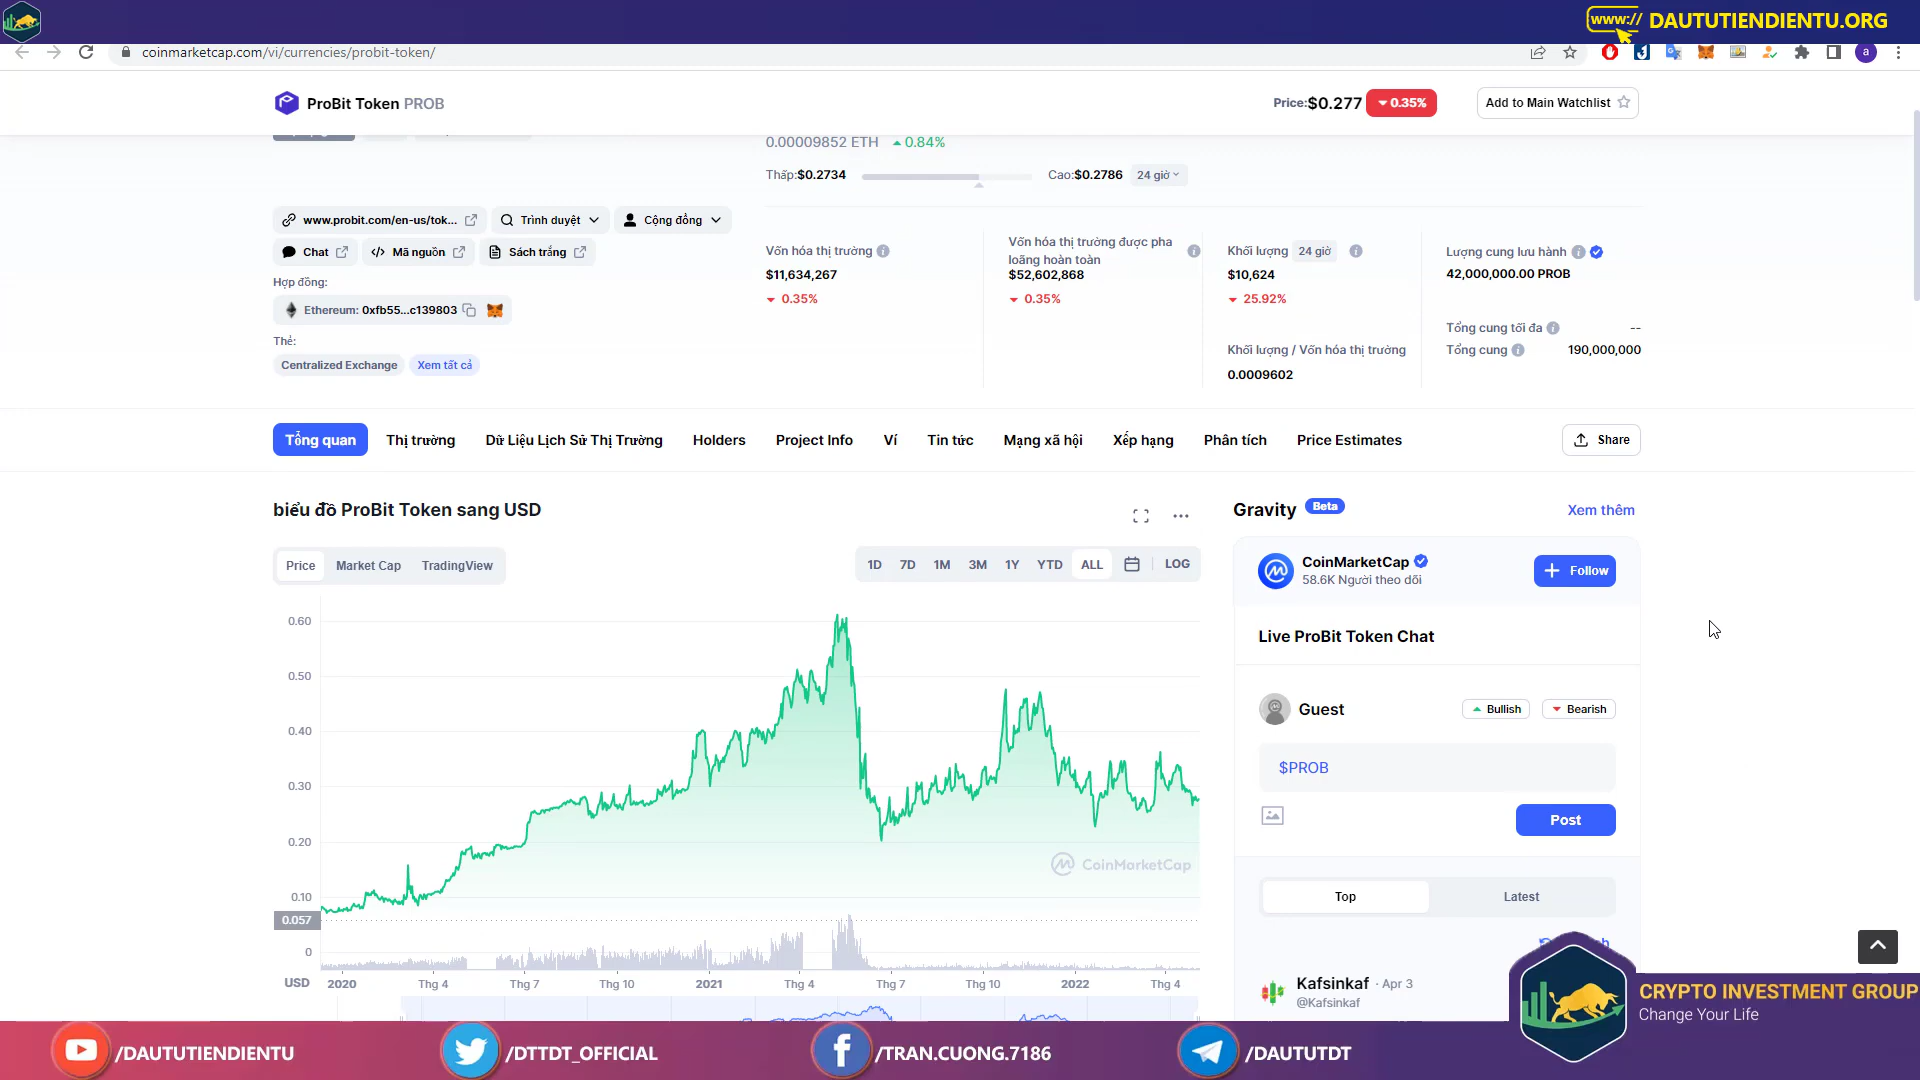 www://
DAUTUTIENDIENTU.ORG
coinmarketcap.com/vi/currencies/probit-token/
a
ProBit Token PROB
Price:$0.277
0.35%
Add to Main Watchlist
0.00009852 ETH
0.84%
Thấp:$0.2734
Cao:$0.2786
24 giờ
www.probit.com/en-us/tok...
Trình duyệt
Cộng đồng
Chat
Mã nguồn
Sách trắng
Hợp đồng:
Ethereum: 0xfb55...c139803
Thẻ:
Centralized Exchange
Xem tất cả
Vốn hóa thị trường
$11,634,267
0.35%
Vốn hóa thị trường được pha
loãng hoàn toàn
$52,602,868
0.35%
Khối lượng 24 giờ
$10,624
25.92%
Khối lượng / Vốn hóa thị trường
0.0009602
Lượng cung lưu hành
42,000,000.00 PROB
Tổng cung tối đa --
Tổng cung 190,000,000
Tổng quan
Thị trường
Dữ Liệu Lịch Sử Thị Trường
Holders
Project Info
Ví
Tin tức
Mạng xã hội
Xếp hạng
Phân tích
Price Estimates
Share
biểu đồ ProBit Token sang USD
Price
Market Cap
TradingView
1D
7D
1M
3M
1Y
YTD
ALL
LOG
0.60
0.50
0.40
0.30
0.20
0.10
0.057
0
CoinMarketCap
USD
2020
Thg 4
Thg 7
Thg 10
2021
Thg 4
Thg 7
Thg 10
2022
Thg 4
Gravity Beta
Xem thêm
CoinMarketCap
58.6K Người theo dõi
Follow
Live ProBit Token Chat
Guest
Bullish
Bearish
$PROB
Post
Top
Latest
Kafsinkaf · Apr 3
@Kafsinkaf
CRYPTO INVESTMENT GROUP
Change Your Life
/DAUTUTIENDIENTU
/DTTDT_OFFICIAL
/TRAN.CUONG.7186
/DAUTUTDT